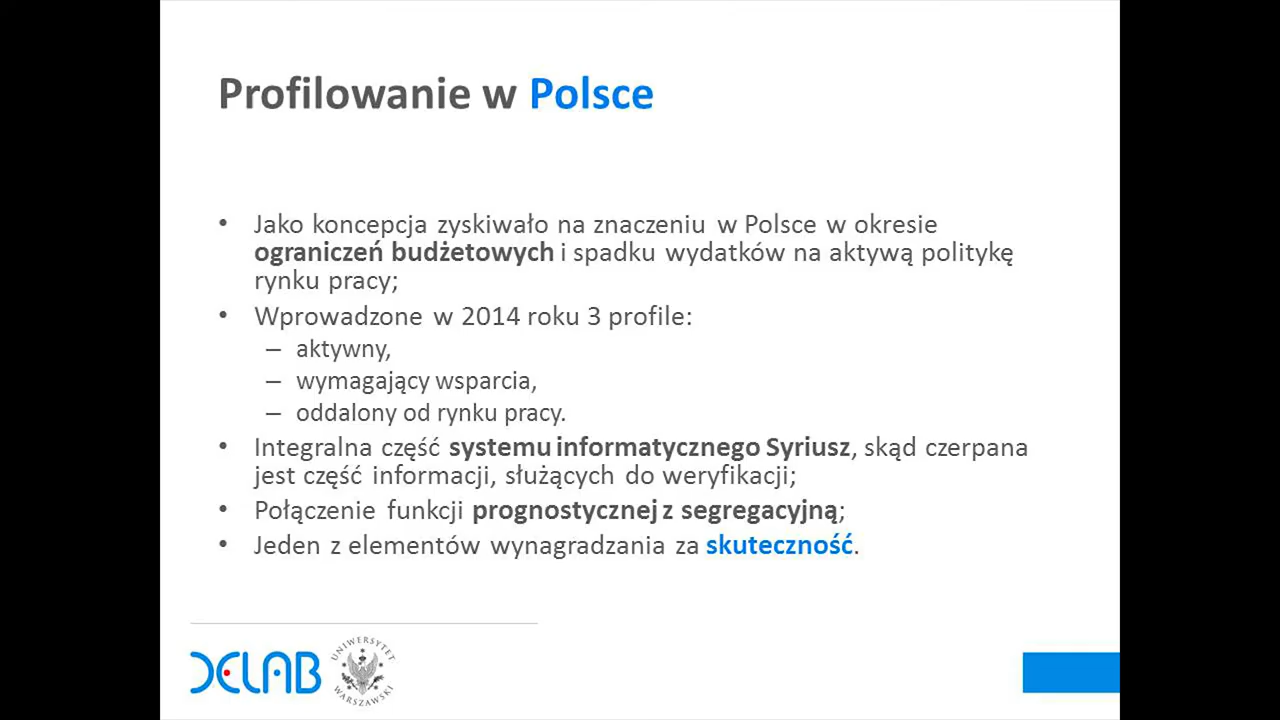 Profilowanie w Polsce
• Jako koncepcja zyskiwało na znaczeniu w Polsce w okresie
ograniczeń budżetowych i spadku wydatków na aktywą politykę
rynku pracy;
• Wprowadzone w 2014 roku 3 profile:
– aktywny,
– wymagający wsparcia,
– oddalony od rynku pracy.
• Integralna część systemu informatycznego Syriusz, skąd czerpana
jest część informacji, służących do weryfikacji;
• Połączenie funkcji prognostycznej z segregacyjną;
• Jeden z elementów wynagradzania za skuteczność.
DELAB
UNIWERSYTET
WARSZAWSKI